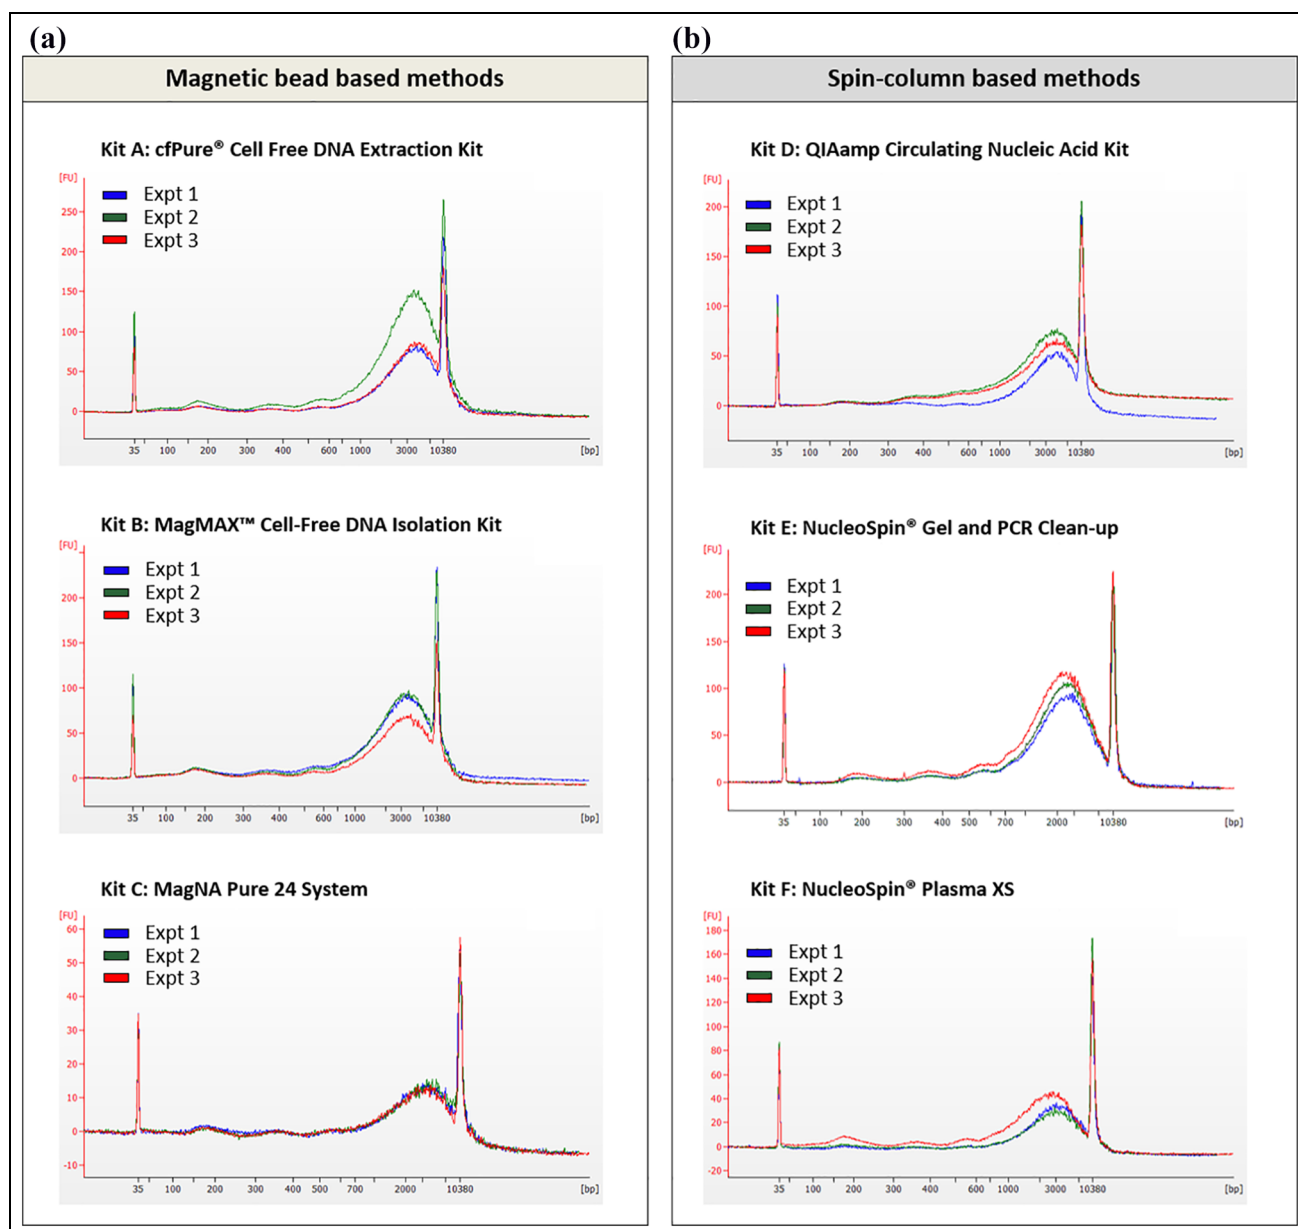 (a)
Magnetic bead based methods
Kit A: cfPure® Cell Free DNA Extraction Kit
[FU]
Expt 1
Expt 2
Expt 3
250
200
150
100
50
0
35 100 200 300 400 600 1000 3000 10380 [bp]
Kit B: MagMAX™ Cell-Free DNA Isolation Kit
[FU]
Expt 1
Expt 2
Expt 3
200
150
100
50
0
35 100 200 300 400 600 1000 3000 10380 [bp]
Kit C: MagNA Pure 24 System
[FU]
Expt 1
Expt 2
Expt 3
60
50
40
30
20
10
0
-10
35 100 200 300 400 500 700 2000 10380 [bp]
(b)
Spin-column based methods
Kit D: QIAamp Circulating Nucleic Acid Kit
[FU]
Expt 1
Expt 2
Expt 3
200
150
100
50
0
35 100 200 300 400 600 1000 3000 10380 [bp]
Kit E: NucleoSpin® Gel and PCR Clean-up
[FU]
Expt 1
Expt 2
Expt 3
200
150
100
50
0
35 100 200 300 400 500 700 2000 10380 [bp]
Kit F: NucleoSpin® Plasma XS
[FU]
Expt 1
Expt 2
Expt 3
180
160
140
120
100
80
60
40
20
0
-20
35 100 200 300 400 600 1000 3000 10380 [bp]